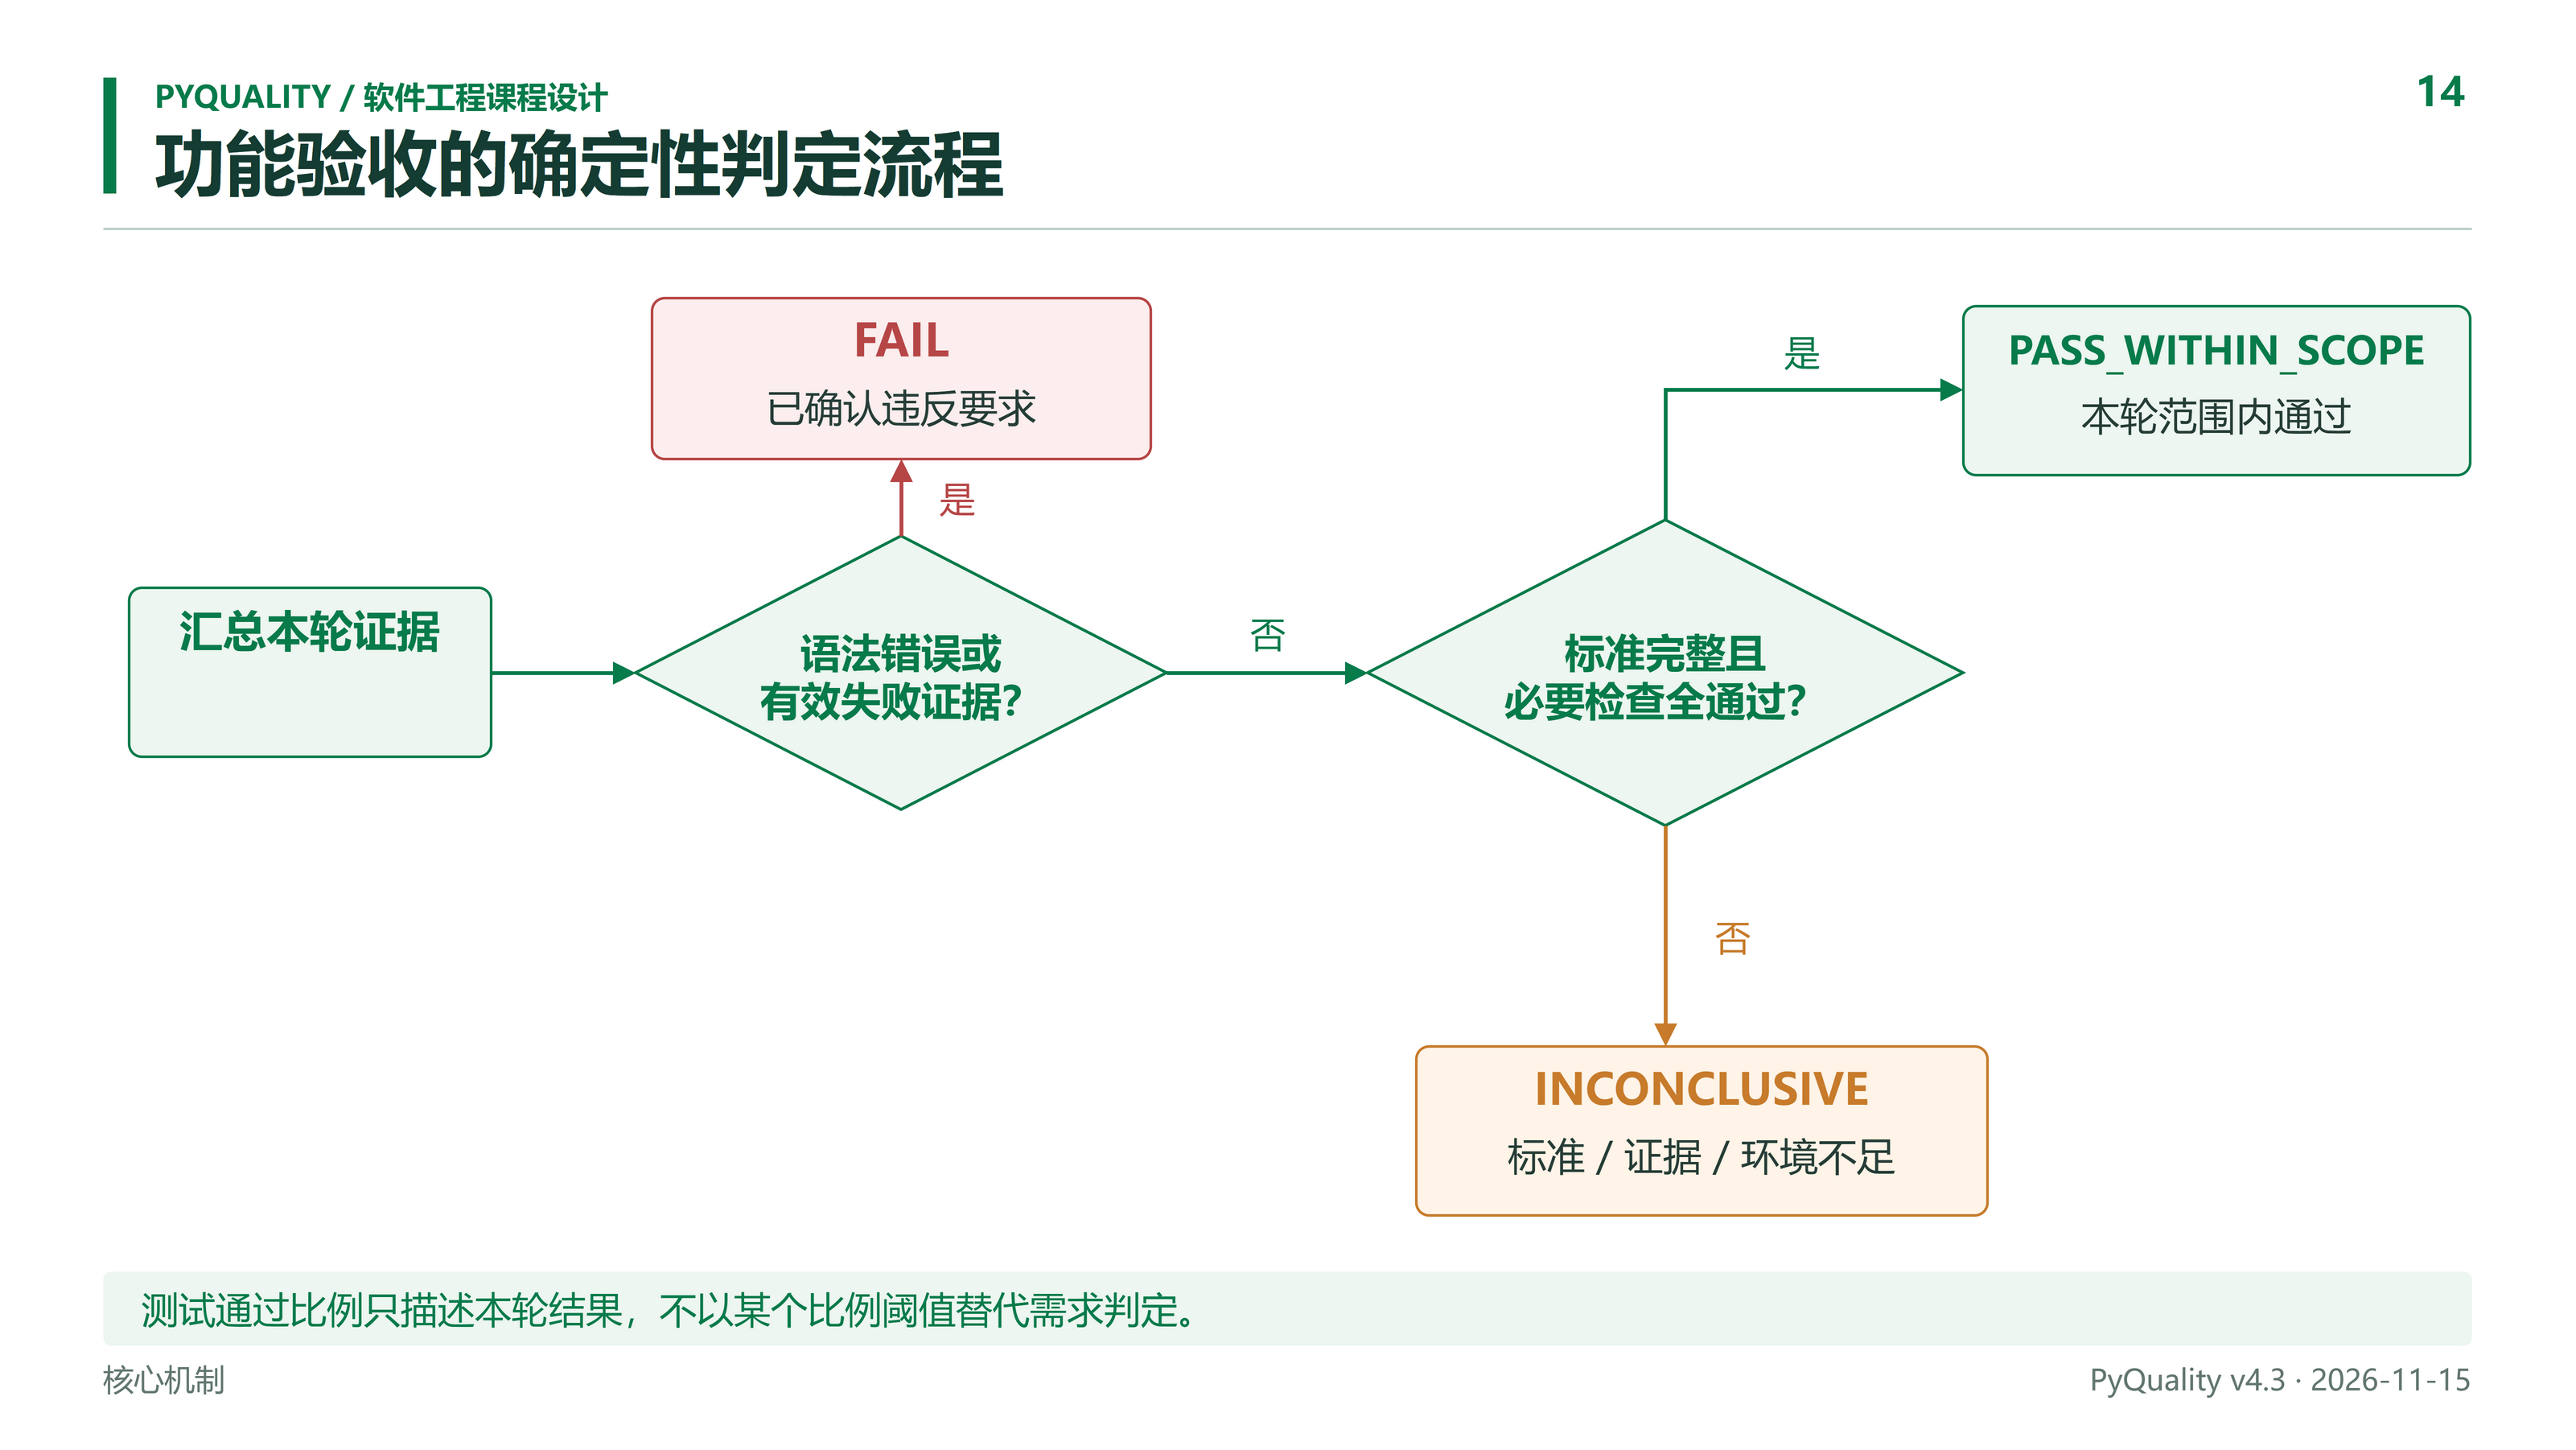 PYQUALITY / 软件工程课程设计
14
功能验收的确定性判定流程
FAIL
已确认违反要求
是
PASS_WITHIN_SCOPE
本轮范围内通过
是
汇总本轮证据
语法错误或
有效失败证据?
否
标准完整且
必要检查全通过?
否
INCONCLUSIVE
标准 / 证据 / 环境不足
测试通过比例只描述本轮结果，不以某个比例阈值替代需求判定。
核心机制
PyQuality v4.3 · 2026-11-15